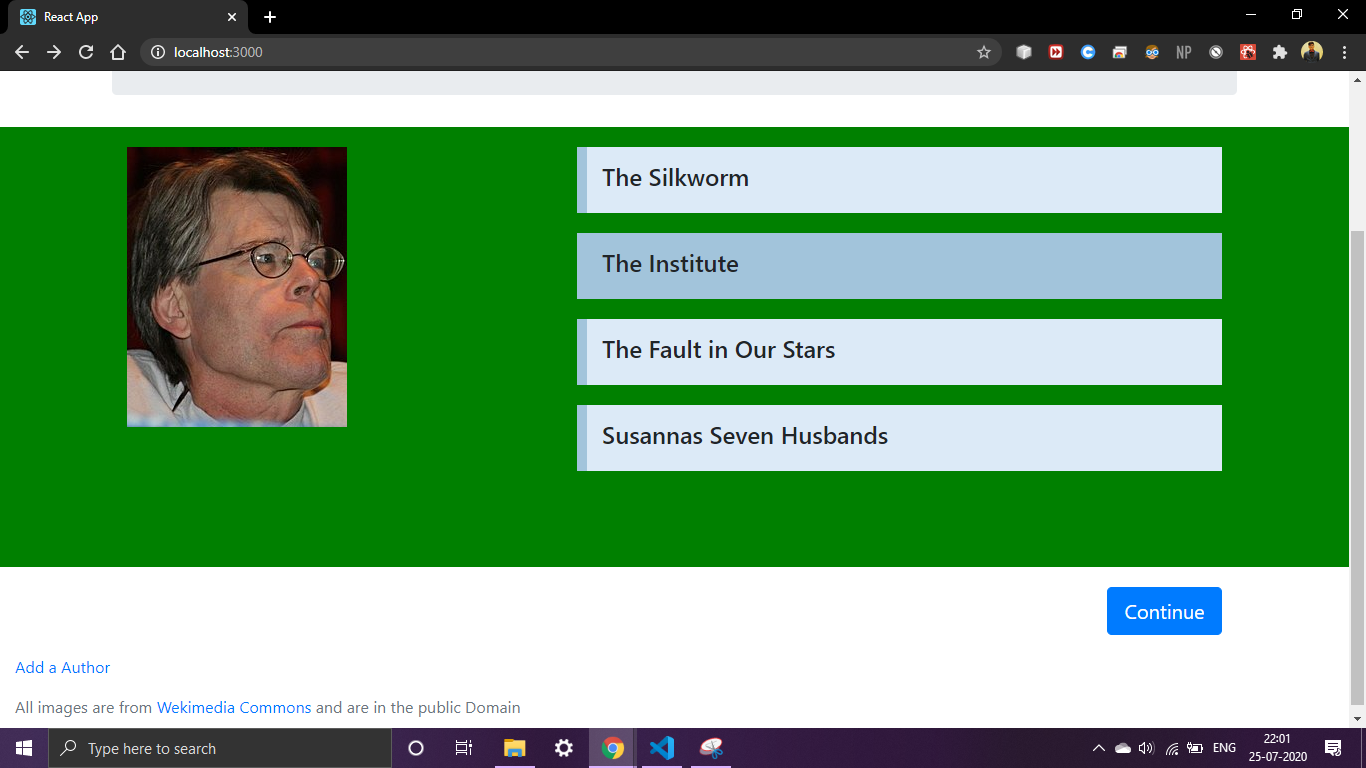 React App
localhost:3000
NP
The Silkworm
The Institute
The Fault in Our Stars
Susannas Seven Husbands
Continue
Add a Author
All images are from Wekimedia Commons and are in the public Domain
Type here to search
ENG
22:01
25-07-2020